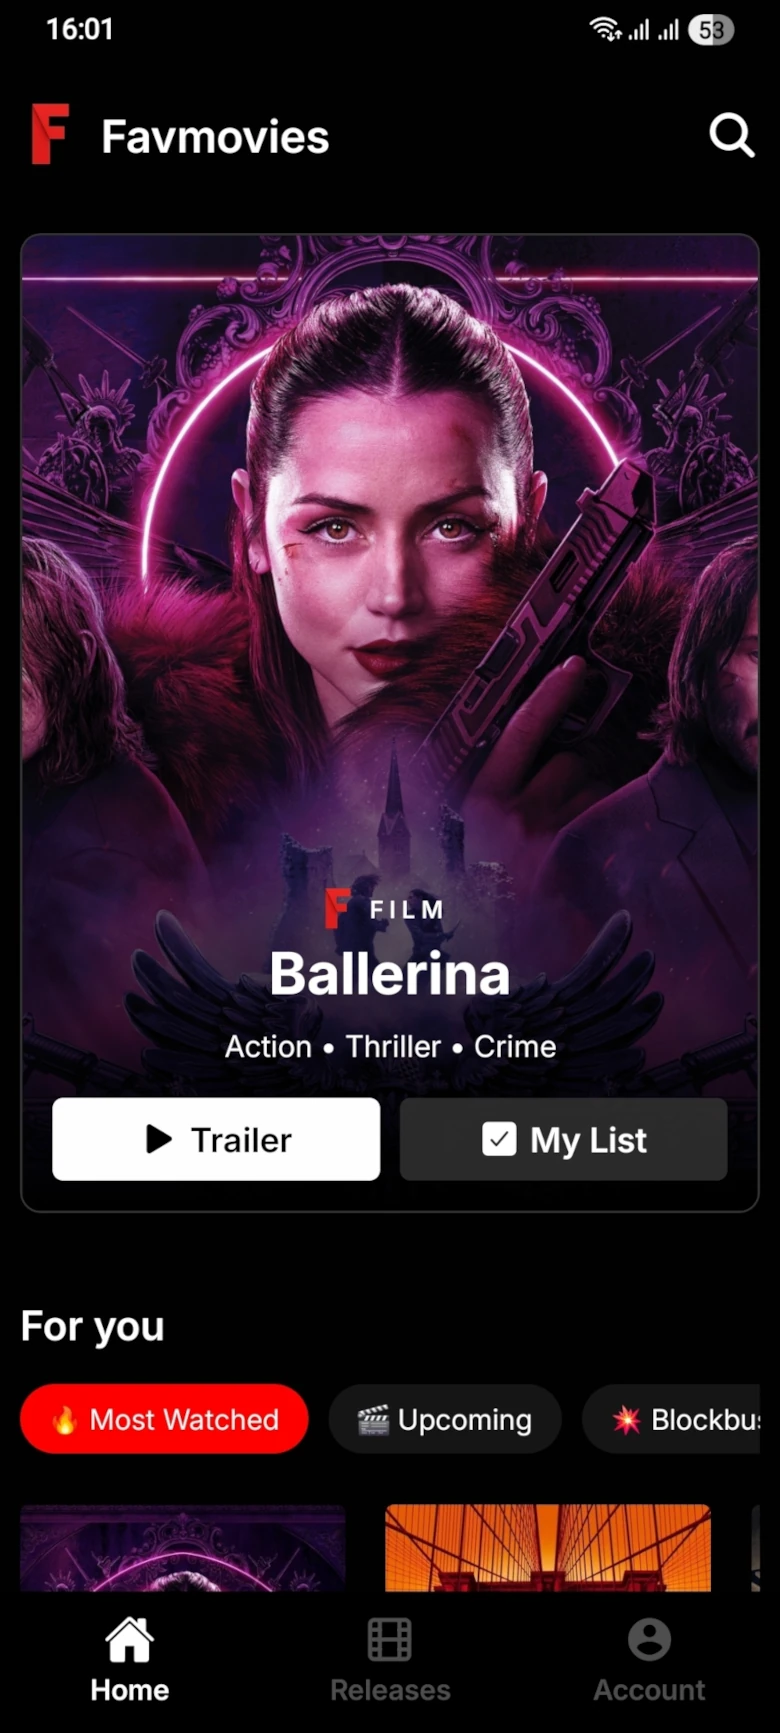 16:01
53
Favmovies
FILM
Ballerina
Action • Thriller • Crime
Trailer
My List
For you
🔥 Most Watched
🎬 Upcoming
💥 Blockbu
Home
Releases
Account